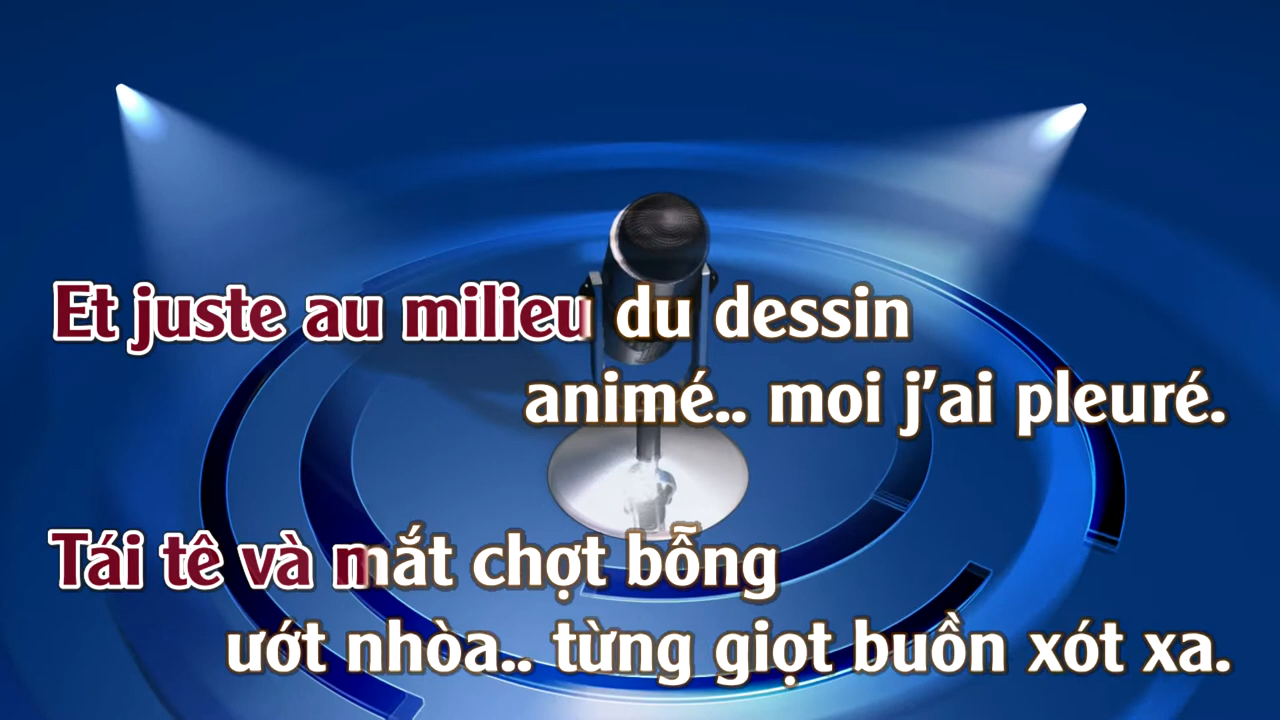 Et juste au milieu du dessin
animé.. moi j'ai pleuré.
Tái tê và mắt chợt bỗng
ướt nhòa.. từng giọt buồn xót xa.